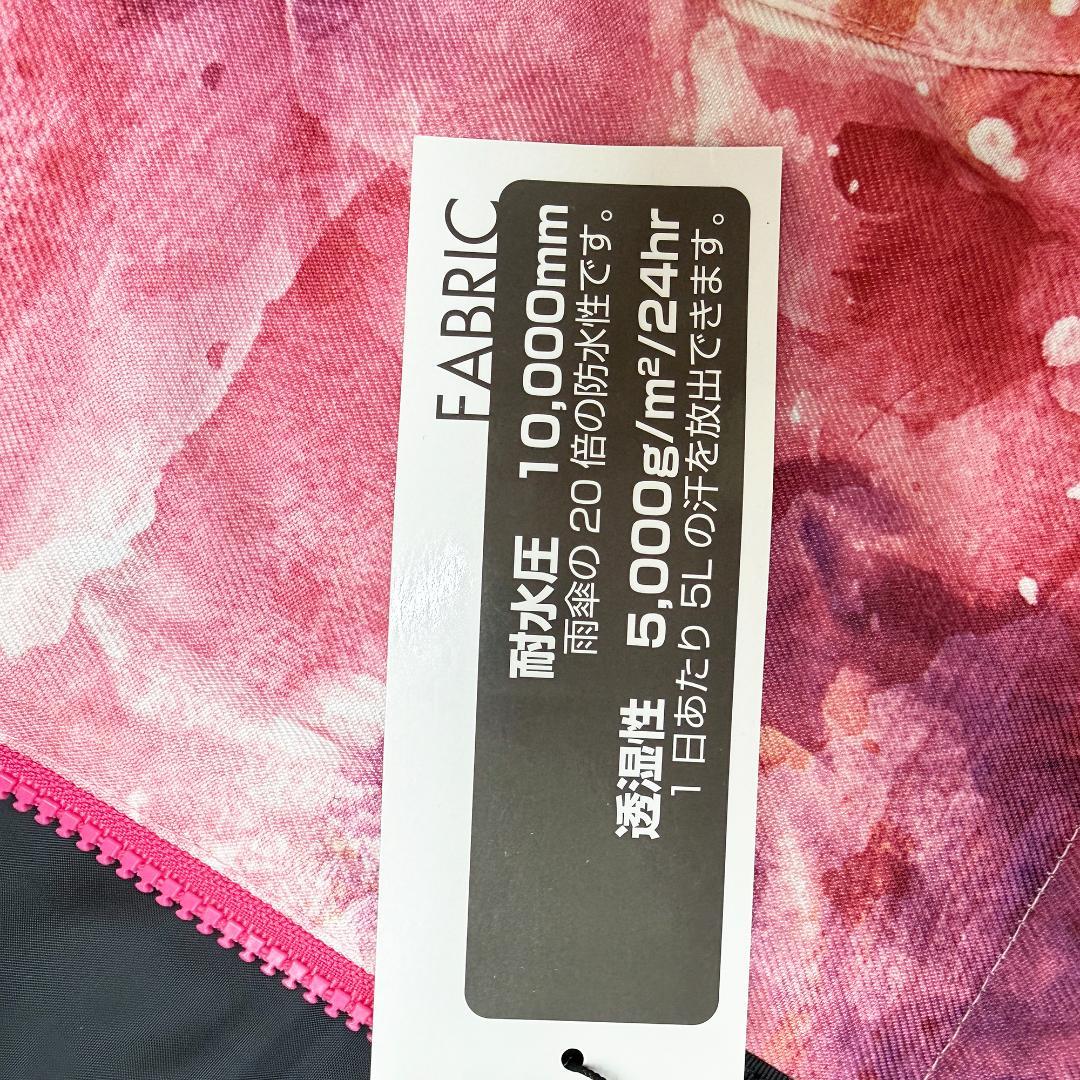 FABRIC
耐水圧 10,000mm
雨傘の 20 倍の防水性です。
透湿性 5,000g/m²/24hr
1 日あたり 5L の汗を放出できます。